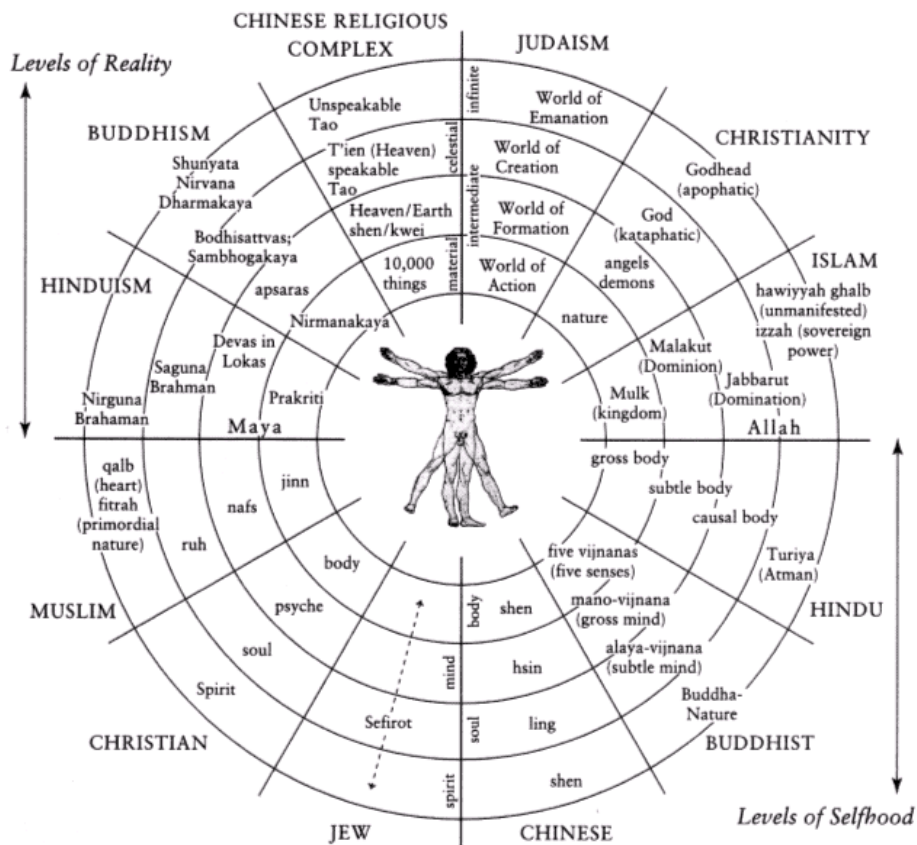 CHINESE RELIGIOUS
COMPLEX
JUDAISM
Levels of Reality
infinite
World of
Emanation
Unspeakable
Tao
BUDDHISM
CHRISTIANITY
celestial
T'ien (Heaven)
speakable
Tao
World of
Creation
Shunyata
Nirvana
Dharmakaya
Godhead
(apophatic)
intermediate
Heaven/Earth
shen/kwei
World of
Formation
God
(kataphatic)
Bodhisattvas;
Sambhogakaya
ISLAM
HINDUISM
material
10,000
things
World of
Action
angels
demons
apsaras
hawiyyah ghalb
(unmanifested)
izzah (sovereign
power)
Nirmanakaya
nature
Devas in
Lokas
Malakut
(Dominion)
Saguna
Brahman
Jabbarut
(Domination)
Nirguna
Brahaman
Prakriti
Mulk
(kingdom)
Maya
Allah
qalb
(heart)
fitrah
(primordial
nature)
jinn
gross body
nafs
subtle body
causal body
ruh
body
five vijnanas
(five senses)
Turiya
(Atman)
MUSLIM
psyche
body
shen
mano-vijnana
(gross mind)
HINDU
soul
mind
hsin
alaya-vijnana
(subtle mind)
Spirit
Sefirot
soul
ling
Buddha-
Nature
CHRISTIAN
BUDDHIST
spirit
shen
JEW
CHINESE
Levels of Selfhood